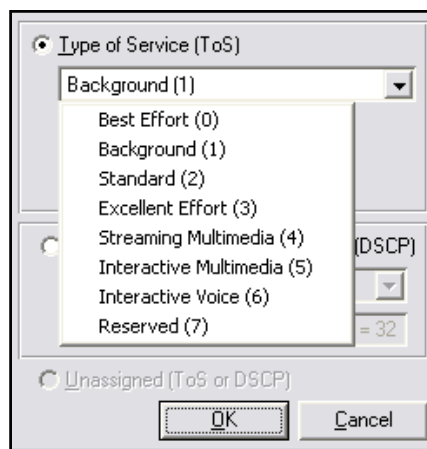 Type of Service (ToS)
Background (1)
Best Effort (0)
Background (1)
Standard (2)
Excellent Effort (3)
Streaming Multimedia (4)
(DSCP)
Interactive Multimedia (5)
Interactive Voice (6)
Reserved (7)
= 32
Unassigned (ToS or DSCP)
OK
Cancel